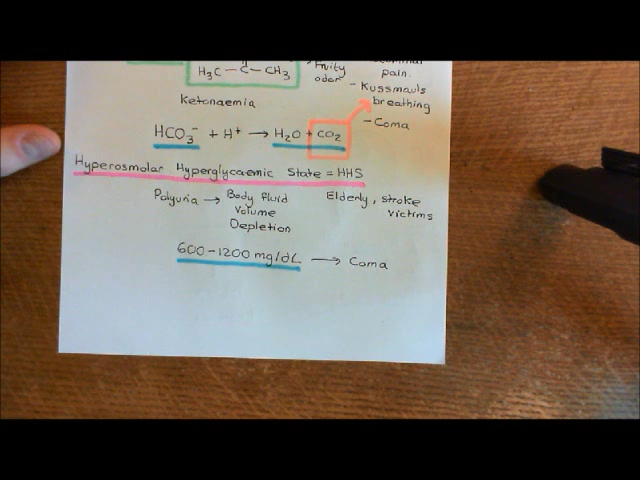 H₃C – C – CH₃
Fruity
odor
pain.
- Kussmauls
breathing
- Coma
Ketonaemia
HCO₃⁻ + H⁺ → H₂O + CO₂
Hyperosmolar Hyperglycaemic State = HHS
Polyuria → Body fluid
Volume
Depletion
Elderly, stroke
victims
600-1200 mg/dL → Coma